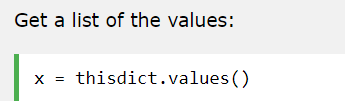 Get a list of the values:
x = thisdict.values()